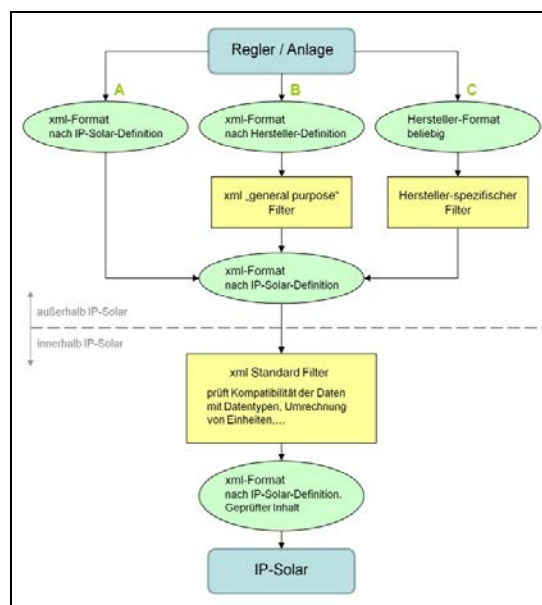 Regler / Anlage
A
B
C
xml-Format
nach IP-Solar-Definition
xml-Format
nach Hersteller-Definition
Hersteller-Format
beliebig
xml „general purpose“
Filter
Hersteller-spezifischer
Filter
xml-Format
nach IP-Solar-Definition
außerhalb IP-Solar
innerhalb IP-Solar
xml Standard Filter
prüft Kompatibilität der Daten
mit Datentypen, Umrechnung
von Einheiten,...
xml-Format
nach IP-Solar-Definition.
Geprüfter Inhalt
IP-Solar